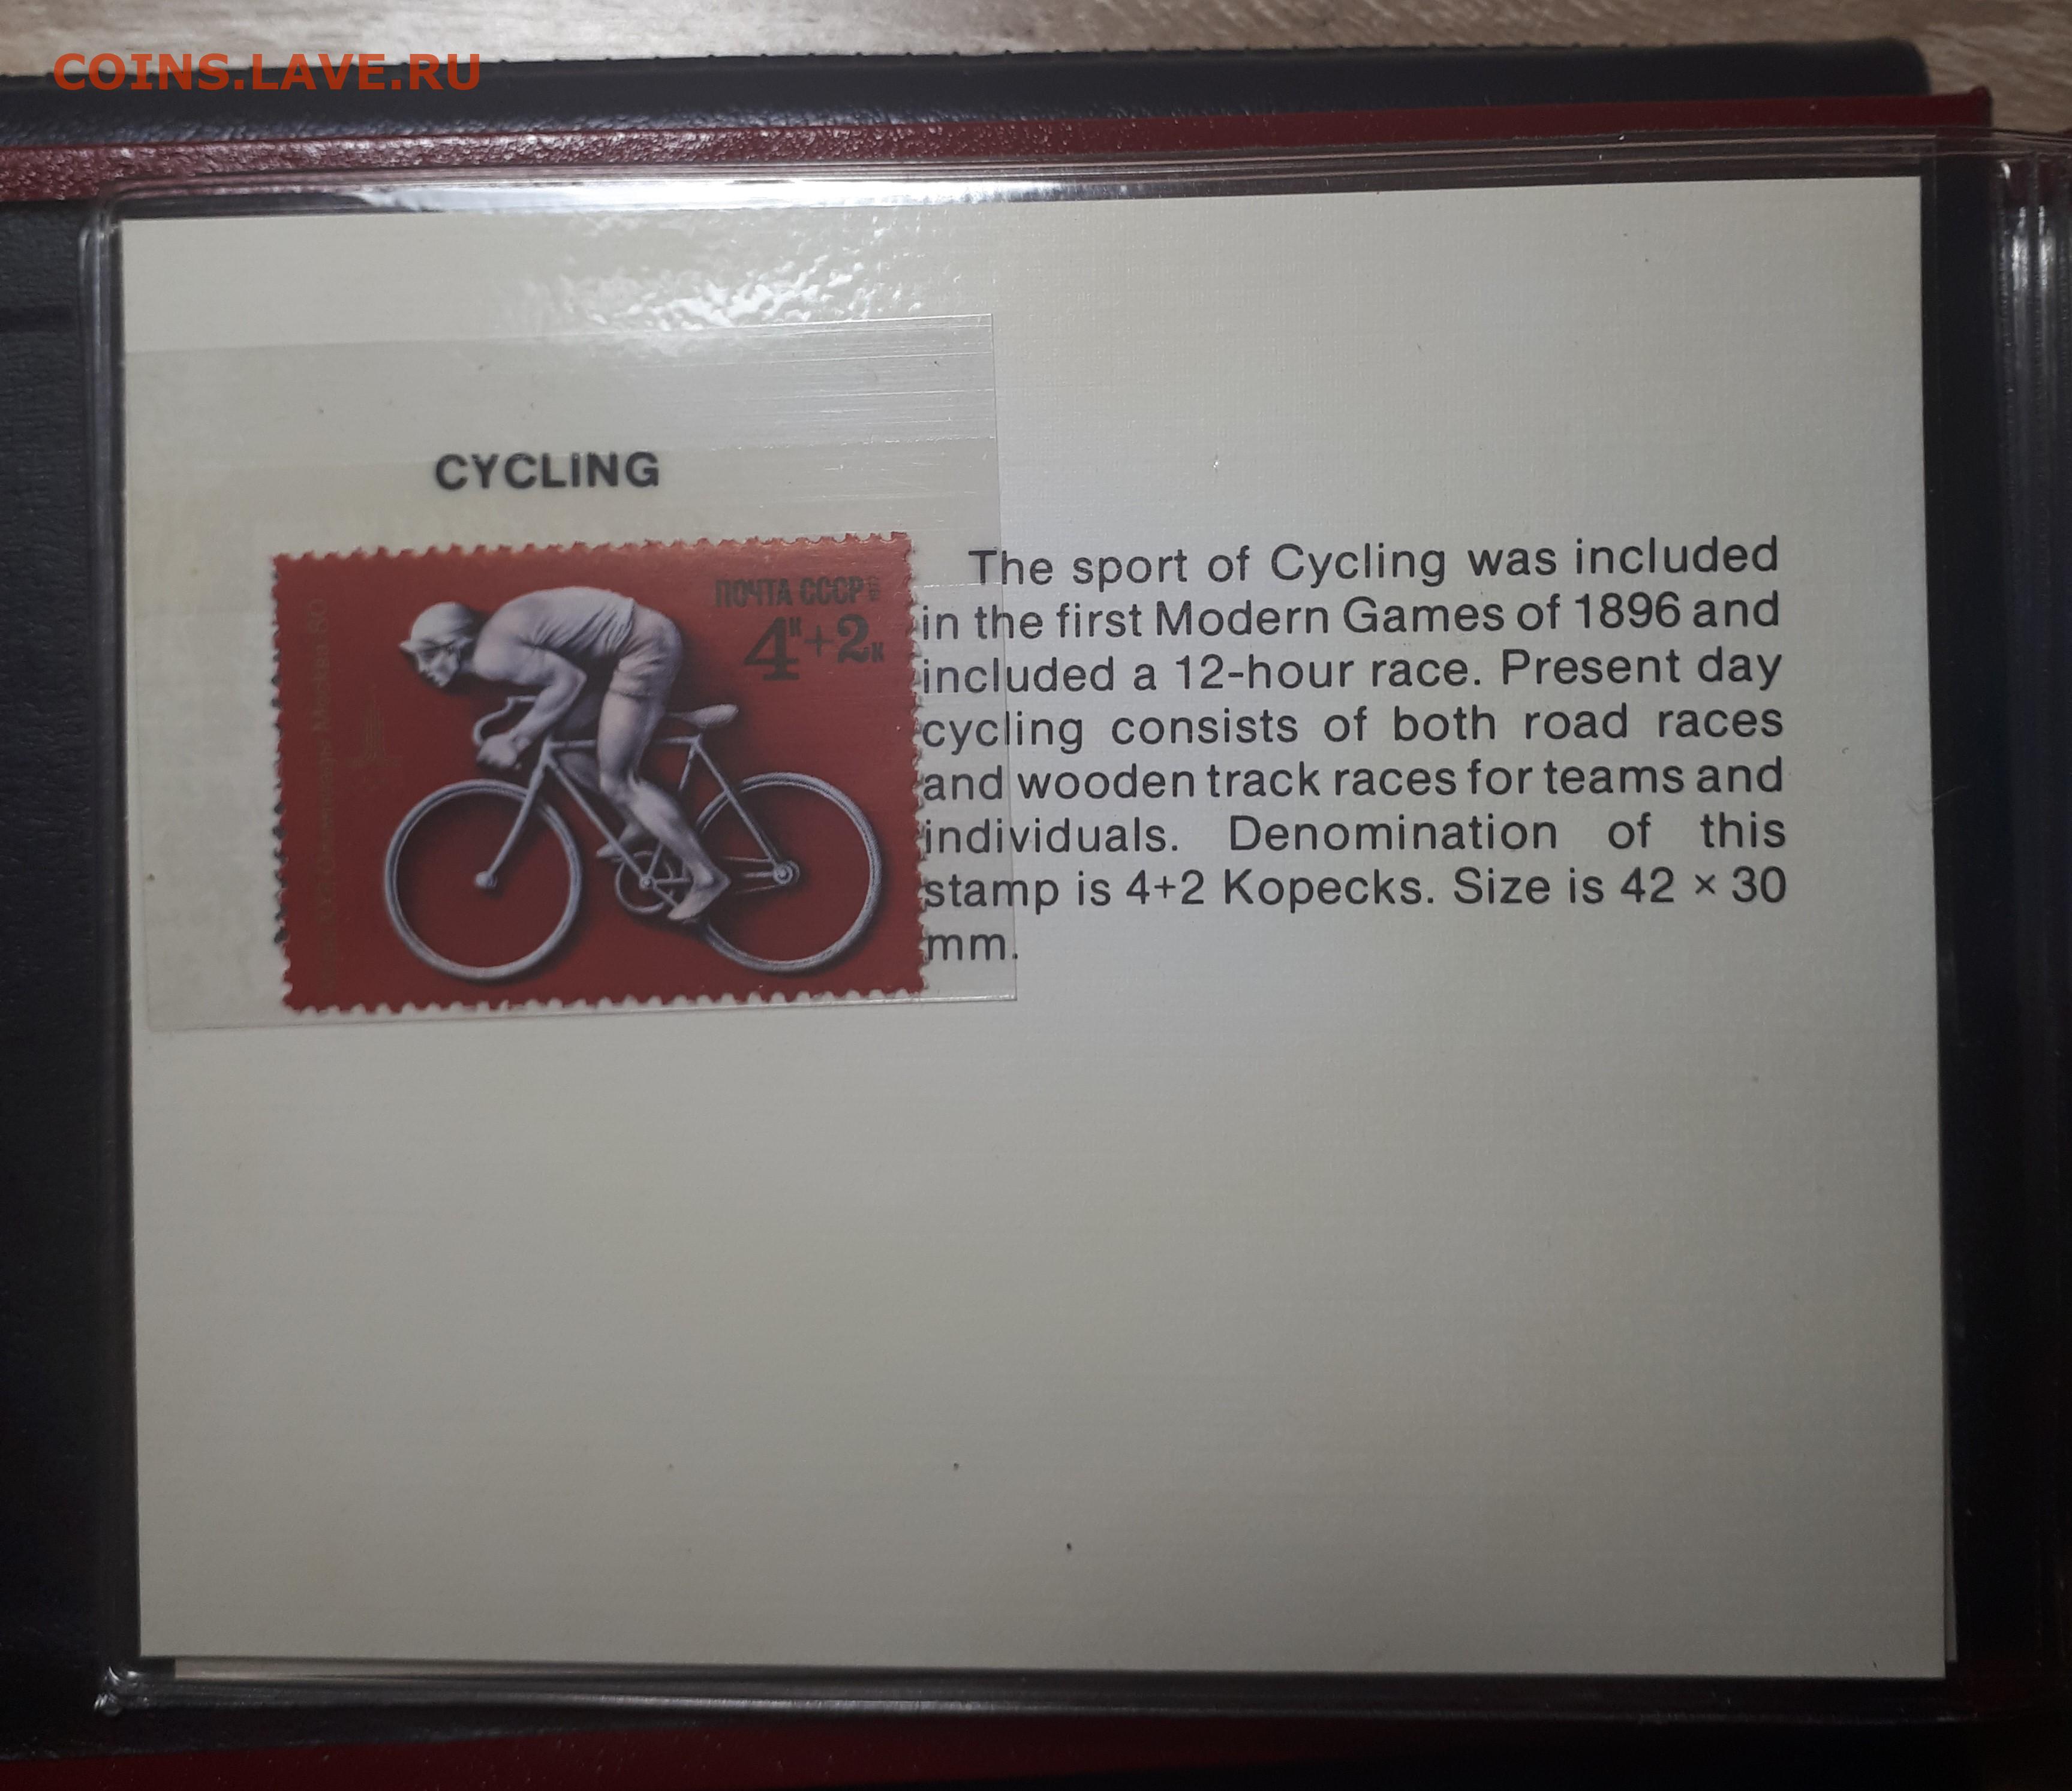 COINS.LAVE.RU
CYCLING
ПОЧТА СССР
4к+2к
Москва 80
The sport of Cycling was included
in the first Modern Games of 1896 and
included a 12-hour race. Present day
cycling consists of both road races
and wooden track races for teams and
individuals. Denomination of this
stamp is 4+2 Kopecks. Size is 42 × 30
mm.